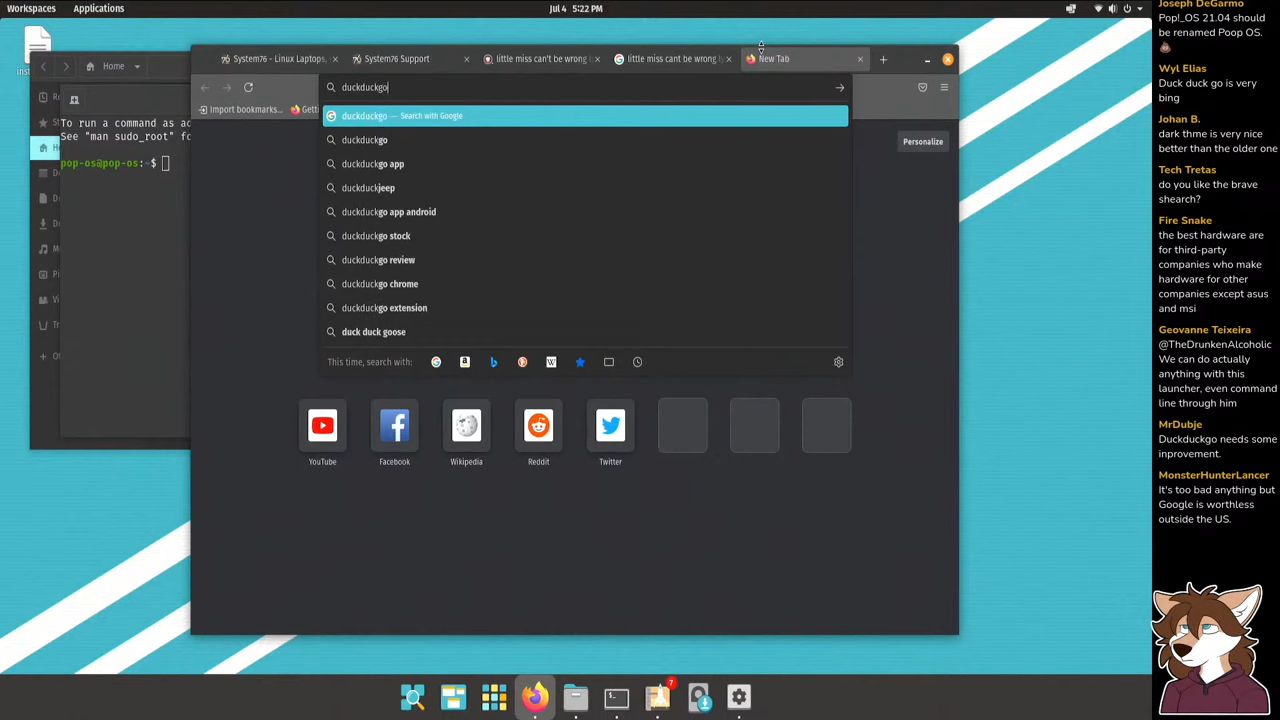 Workspaces
Applications
Jul 4  5:22 PM
Home
To run a command as ac
See "man sudo_root" fo
pop-os@pop-os:~$
System76 - Linux Laptops,
System76 Support
little miss can't be wrong
little miss cant be wrong ly
New Tab
duckduckgo
Import bookmarks...
Getti
duckduckgo — Search with Google
duckduckgo
duckduckgo app
duckduckjeep
duckduckgo app android
duckduckgo stock
duckduckgo review
duckduckgo chrome
duckduckgo extension
duck duck goose
This time, search with:
Personalize
YouTube
Facebook
Wikipedia
Reddit
Twitter
7
Joseph DeGarmo
Pop!_OS 21.04 should
be renamed Poop OS.
Wyl Elias
Duck duck go is very
bing
Johan B.
dark thme is very nice
better than the older one
Tech Tretas
do you like the brave
shearch?
Fire Snake
the best hardware are
for third-party
companies who make
hardware for other
companies except asus
and msi
Geovanne Teixeira
@TheDrunkenAlcoholic
We can do actually
anything with this
launcher, even command
line through him
MrDubje
Duckduckgo needs some
inprovement.
MonsterHunterLancer
It's too bad anything but
Google is worthless
outside the US.